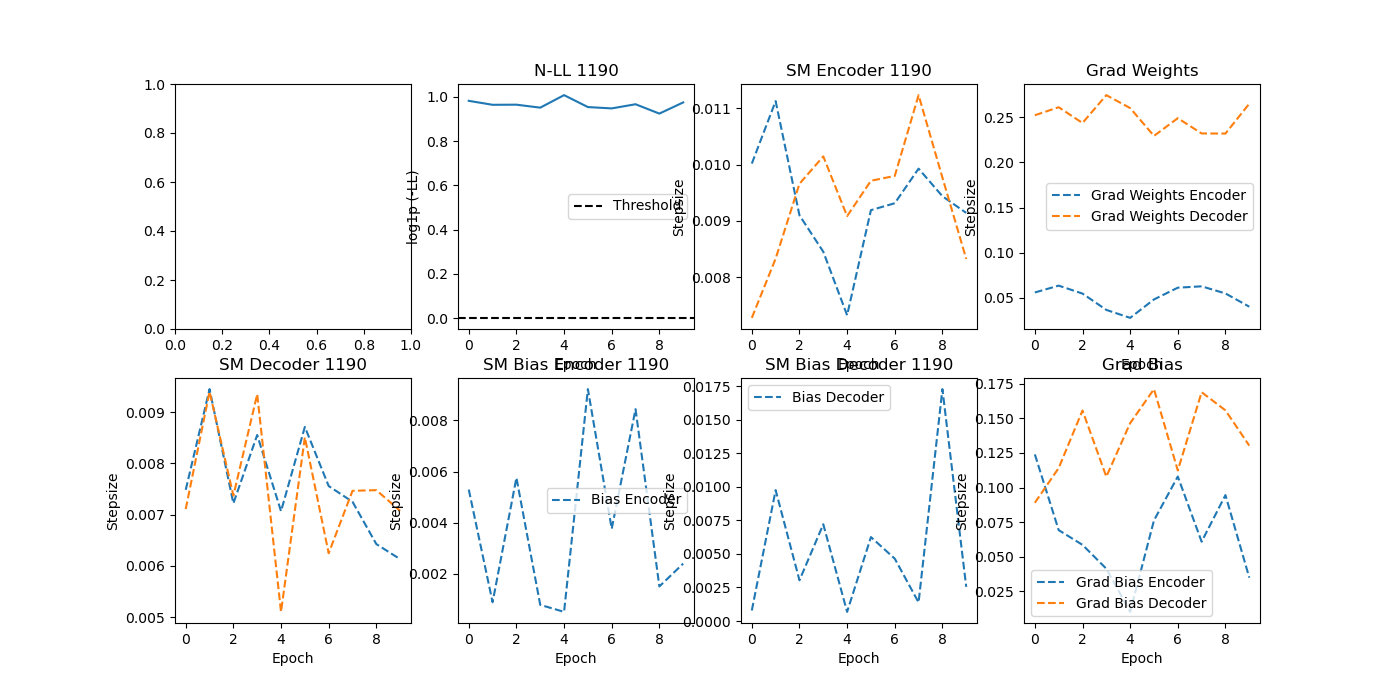 N-LL 1190
SM Encoder 1190
Grad Weights
1.0
0.8
0.6
0.4
0.2
0.0
0.0 0.2 0.4 0.6 0.8 1.0
log1p (-LL)
1.0
0.8
0.6
0.4
0.2
0.0
Threshold
0 2 4 6 8
Epoch
Stepsize
0.011
0.010
0.009
0.008
0 2 4 6 8
Epoch
Stepsize
0.25
0.20
0.15
0.10
0.05
Grad Weights Encoder
Grad Weights Decoder
0 2 4 6 8
Epoch
SM Decoder 1190
Stepsize
0.009
0.008
0.007
0.006
0.005
0 2 4 6 8
Epoch
SM Bias Encoder 1190
Stepsize
0.008
0.006
0.004
0.002
Bias Encoder
0 2 4 6 8
Epoch
SM Bias Decoder 1190
Stepsize
0.0175
0.0150
0.0125
0.0100
0.0075
0.0050
0.0025
0.0000
Bias Decoder
0 2 4 6 8
Epoch
Grad Bias
Stepsize
0.175
0.150
0.125
0.100
0.075
0.050
0.025
Grad Bias Encoder
Grad Bias Decoder
0 2 4 6 8
Epoch